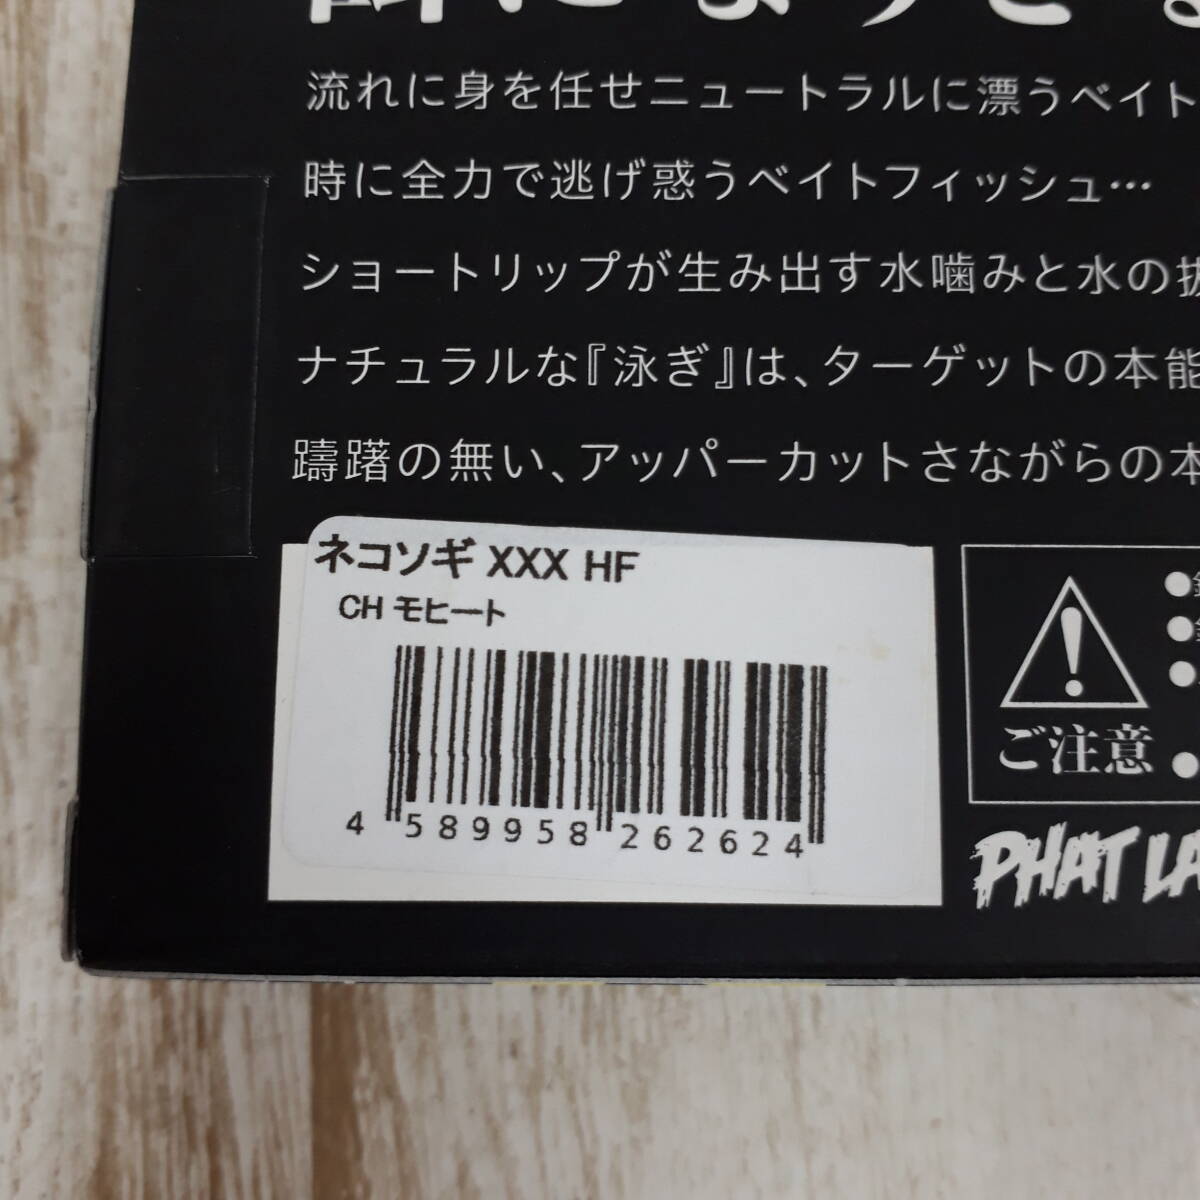 流れに身を任せニュートラルに漂うベイト
時に全力で逃げ惑うベイトフィッシュ…
ショートリップが生み出す水噛みと水の抜
ナチュラルな『泳ぎ』は、ターゲットの本能
躊躇の無い、アッパーカットさながらの本
ネコソギ XXX HF
CH モヒート
4 589958 262624
ご注意
PHAT LA